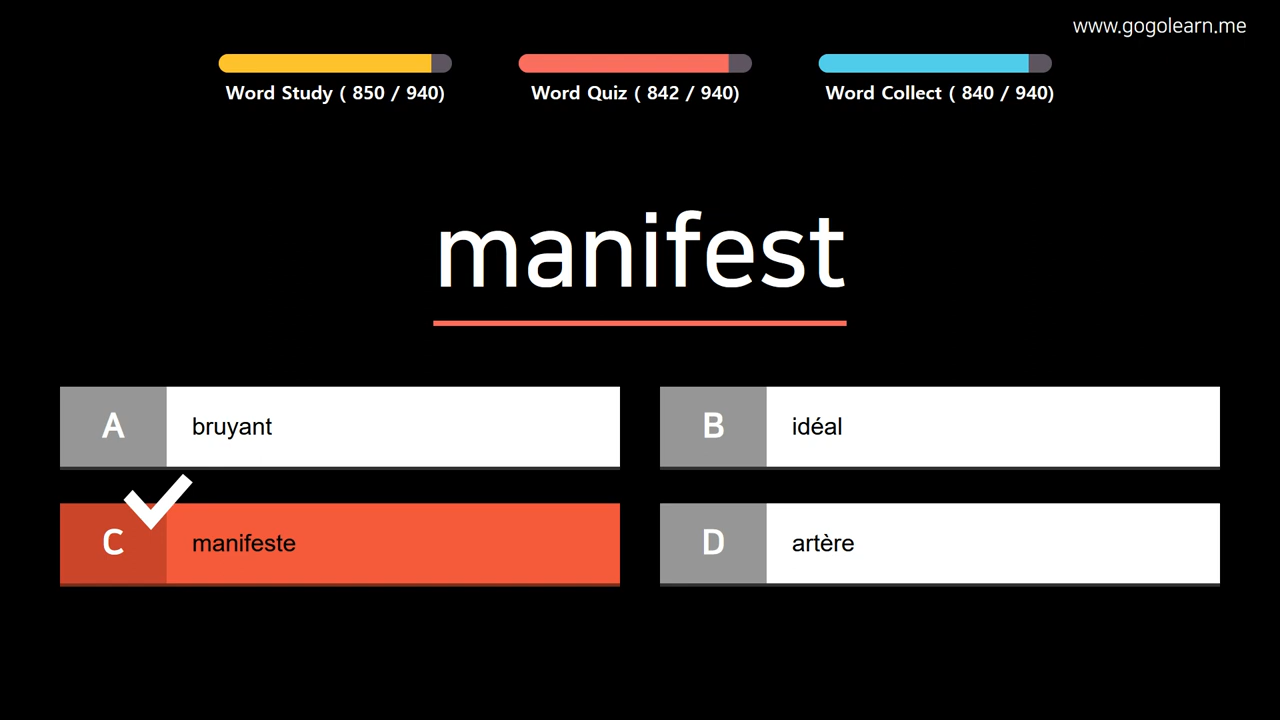 www.gogolearn.me
Word Study ( 850 / 940)
Word Quiz ( 842 / 940)
Word Collect ( 840 / 940)
manifest
A bruyant
B idéal
C manifeste
D artère